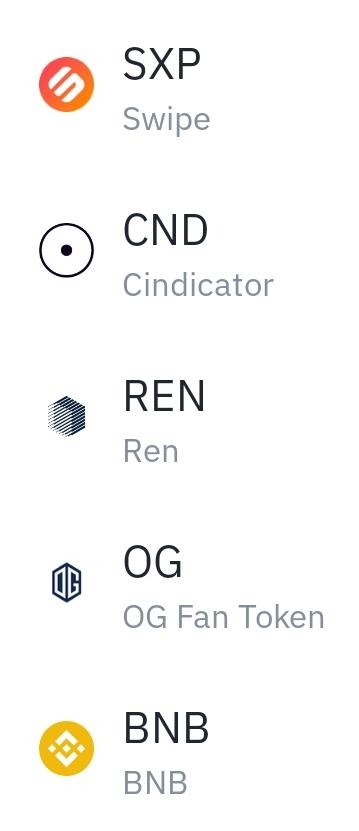 SXP
Swipe
CND
Cindicator
REN
Ren
OG
OG Fan Token
BNB
BNB